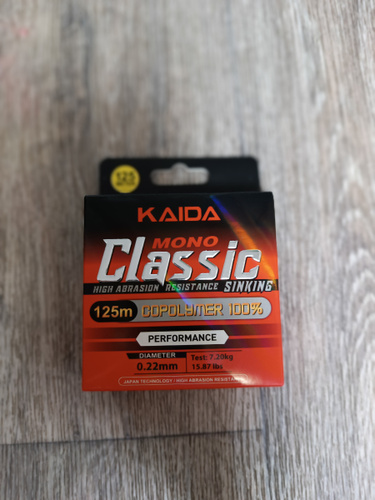 125
KAIDA
MONO
Classic
HIGH ABRASION RESISTANCE SINKING
125m COPOLYMER 100%
PERFORMANCE
DIAMETER
0.22mm
Test: 7.20kg
15.87 lbs
JAPAN TECHNOLOGY / HIGH ABRASION RESISTANCE